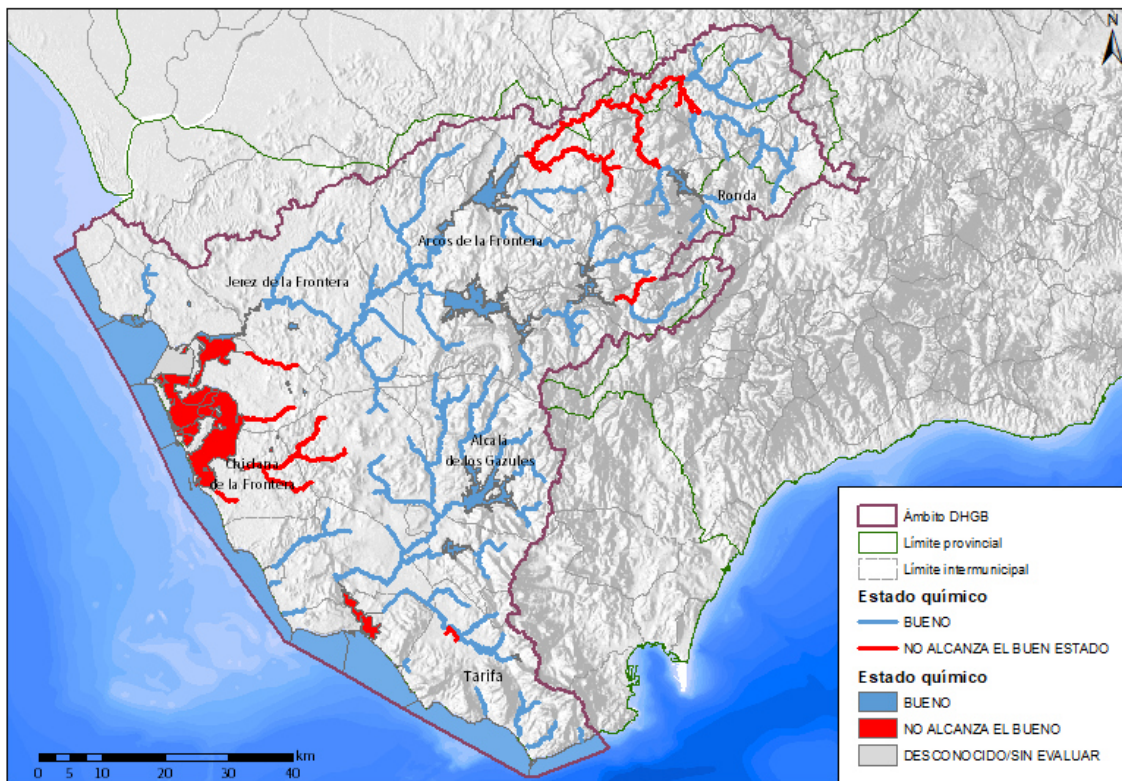 N
Ronda
Arcos de la Frontera
Jerez de la Frontera
Alcalá
de los Gazules
Chiclana
de la Frontera
Tarifa
km
0 5 10 20 30 40
Ámbito DHGB
Límite provincial
Límite intermunicipal
Estado químico
BUENO
NO ALCANZA EL BUEN ESTADO
Estado químico
BUENO
NO ALCANZA EL BUENO
DESCONOCIDO/SIN EVALUAR